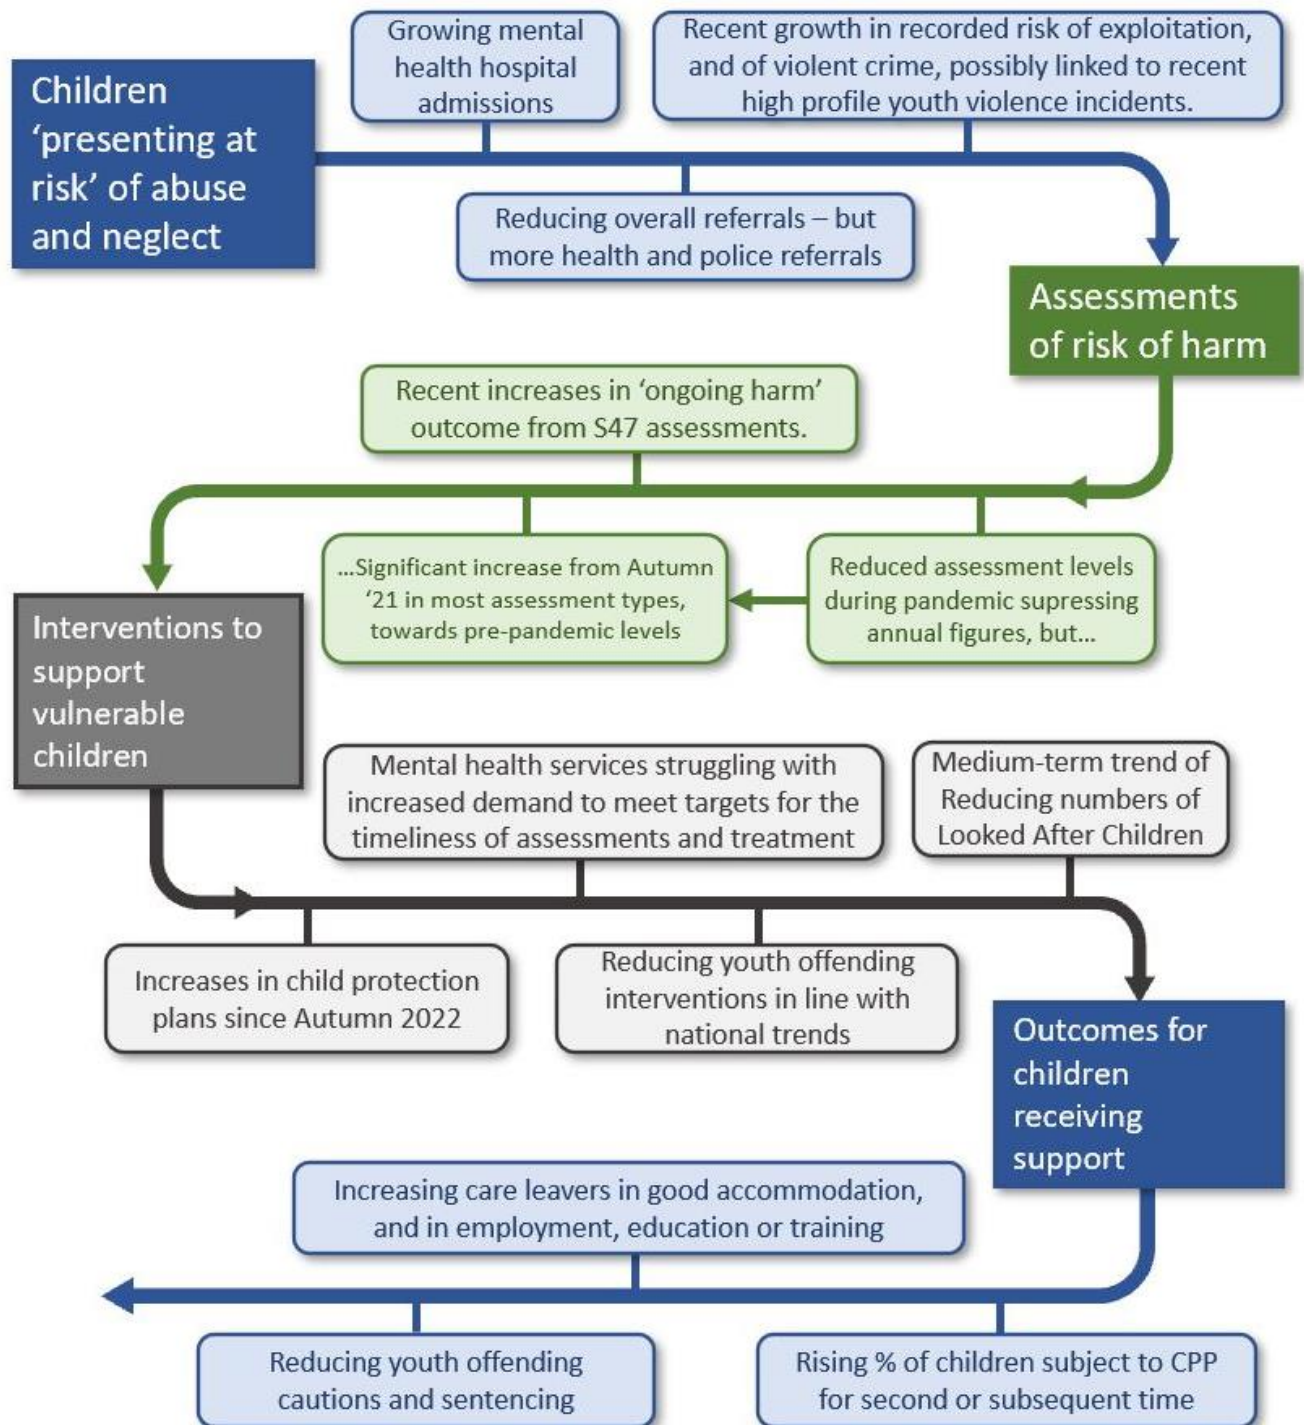 Children
‘presenting at
risk’ of abuse
and neglect
Growing mental
health hospital
admissions
Recent growth in recorded risk of exploitation,
and of violent crime, possibly linked to recent
high profile youth violence incidents.
Reducing overall referrals – but
more health and police referrals
Assessments
of risk of harm
Recent increases in ‘ongoing harm’
outcome from S47 assessments.
Reduced assessment levels
during pandemic supressing
annual figures, but...
...Significant increase from Autumn
‘21 in most assessment types,
towards pre-pandemic levels
Interventions to
support
vulnerable
children
Mental health services struggling with
increased demand to meet targets for the
timeliness of assessments and treatment
Medium-term trend of
Reducing numbers of
Looked After Children
Increases in child protection
plans since Autumn 2022
Reducing youth offending
interventions in line with
national trends
Outcomes for
children
receiving
support
Increasing care leavers in good accommodation,
and in employment, education or training
Reducing youth offending
cautions and sentencing
Rising % of children subject to CPP
for second or subsequent time